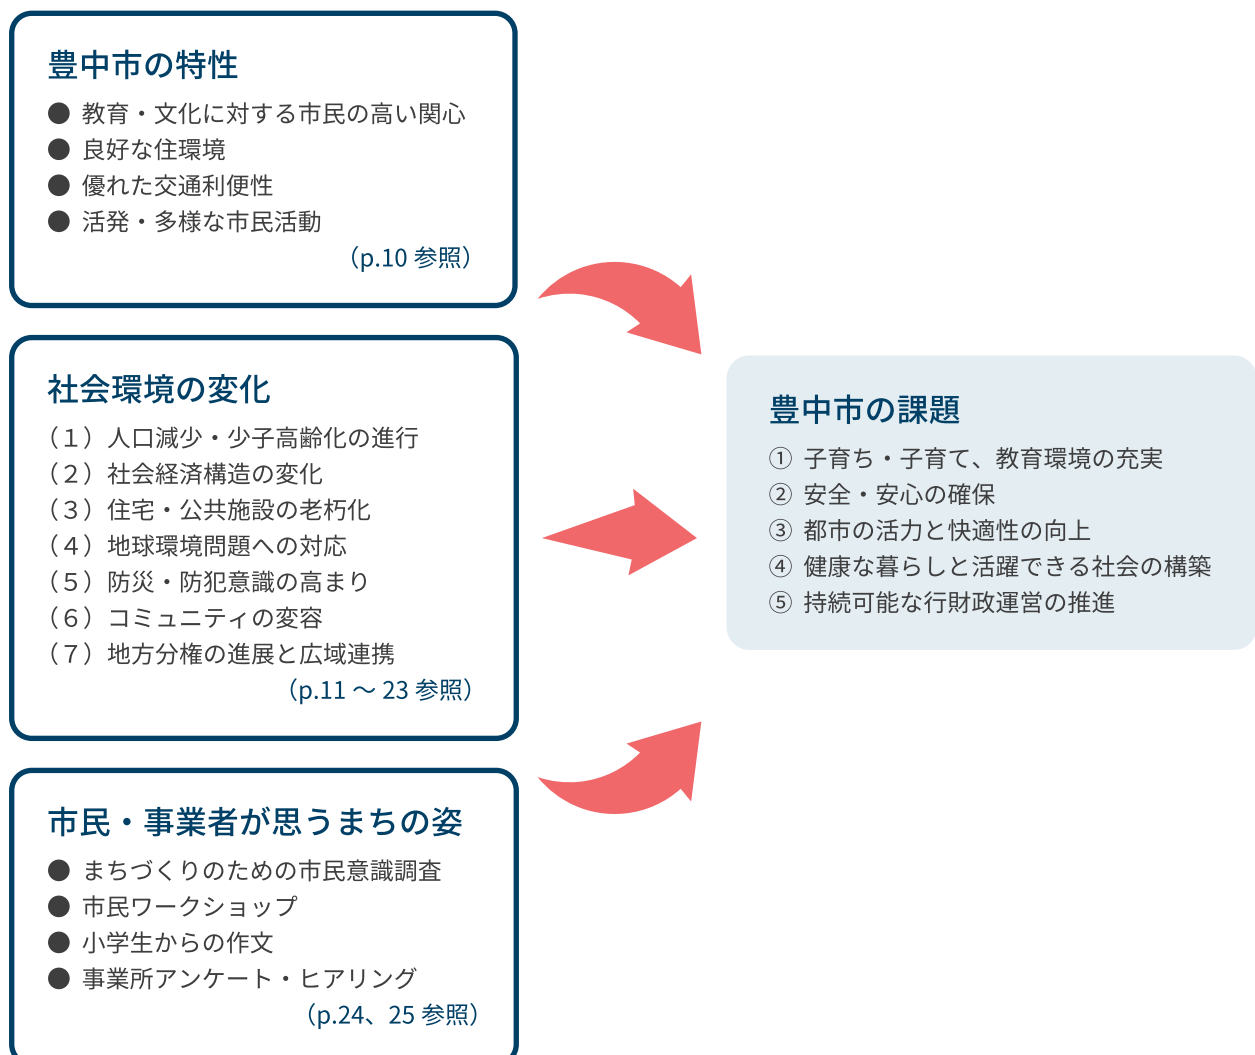 豊中市の特性
● 教育・文化に対する市民の高い関心
● 良好な住環境
● 優れた交通利便性
● 活発・多様な市民活動
（p.10 参照）
社会環境の変化
（１）人口減少・少子高齢化の進行
（２）社会経済構造の変化
（３）住宅・公共施設の老朽化
（４）地球環境問題への対応
（５）防災・防犯意識の高まり
（６）コミュニティの変容
（７）地方分権の進展と広域連携
（p.11 ～ 23 参照）
市民・事業者が思うまちの姿
● まちづくりのための市民意識調査
● 市民ワークショップ
● 小学生からの作文
● 事業所アンケート・ヒアリング
（p.24、25 参照）
豊中市の課題
① 子育ち・子育て、教育環境の充実
② 安全・安心の確保
③ 都市の活力と快適性の向上
④ 健康な暮らしと活躍できる社会の構築
⑤ 持続可能な行財政運営の推進